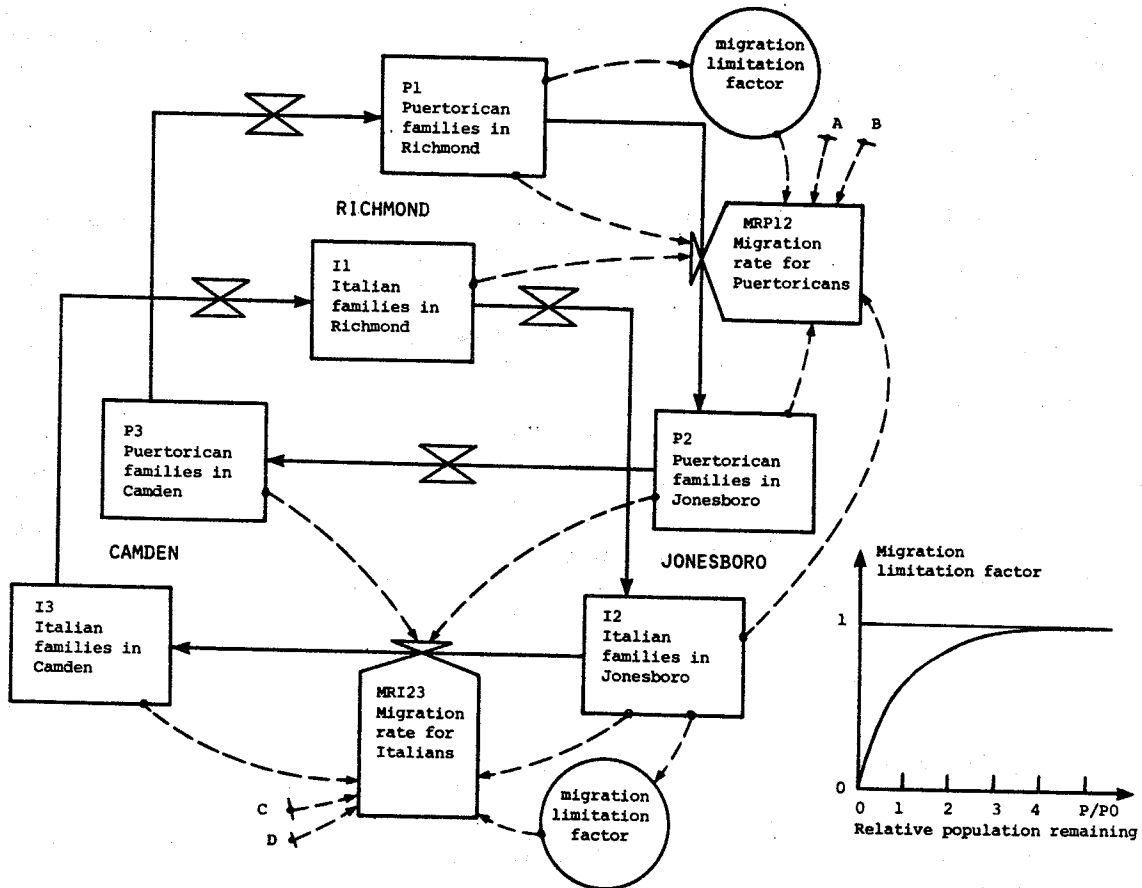 migration
limitation
factor
P1
Puertorican
families in
Richmond
A
B
RICHMOND
MRP12
Migration
rate for
Puertoricans
I1
Italian
families in
Richmond
P3
Puertorican
families in
Camden
P2
Puertorican
families in
Jonesboro
CAMDEN
JONESBORO
I3
Italian
families in
Camden
I2
Italian
families in
Jonesboro
MRI23
Migration
rate for
Italians
C
D
migration
limitation
factor
Migration
limitation factor
1
0
0 1 2 3 4 P/P0
Relative population remaining